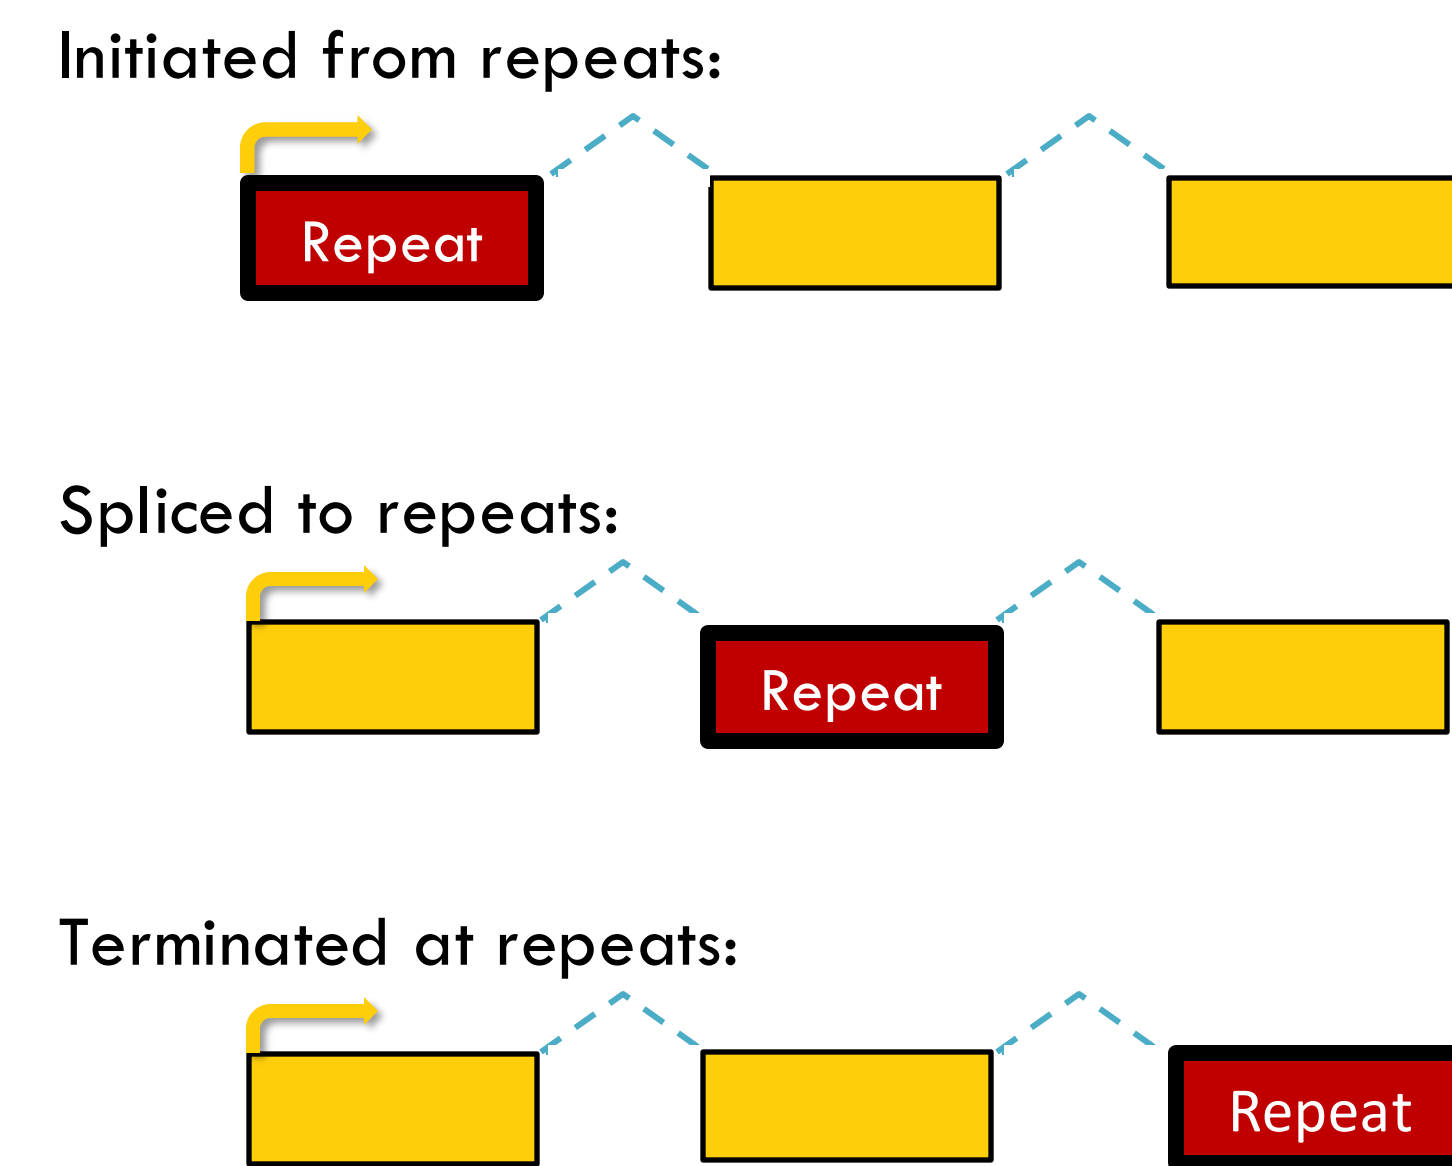 Initiated from repeats:
Repeat
Spliced to repeats:
Repeat
Terminated at repeats:
Repeat